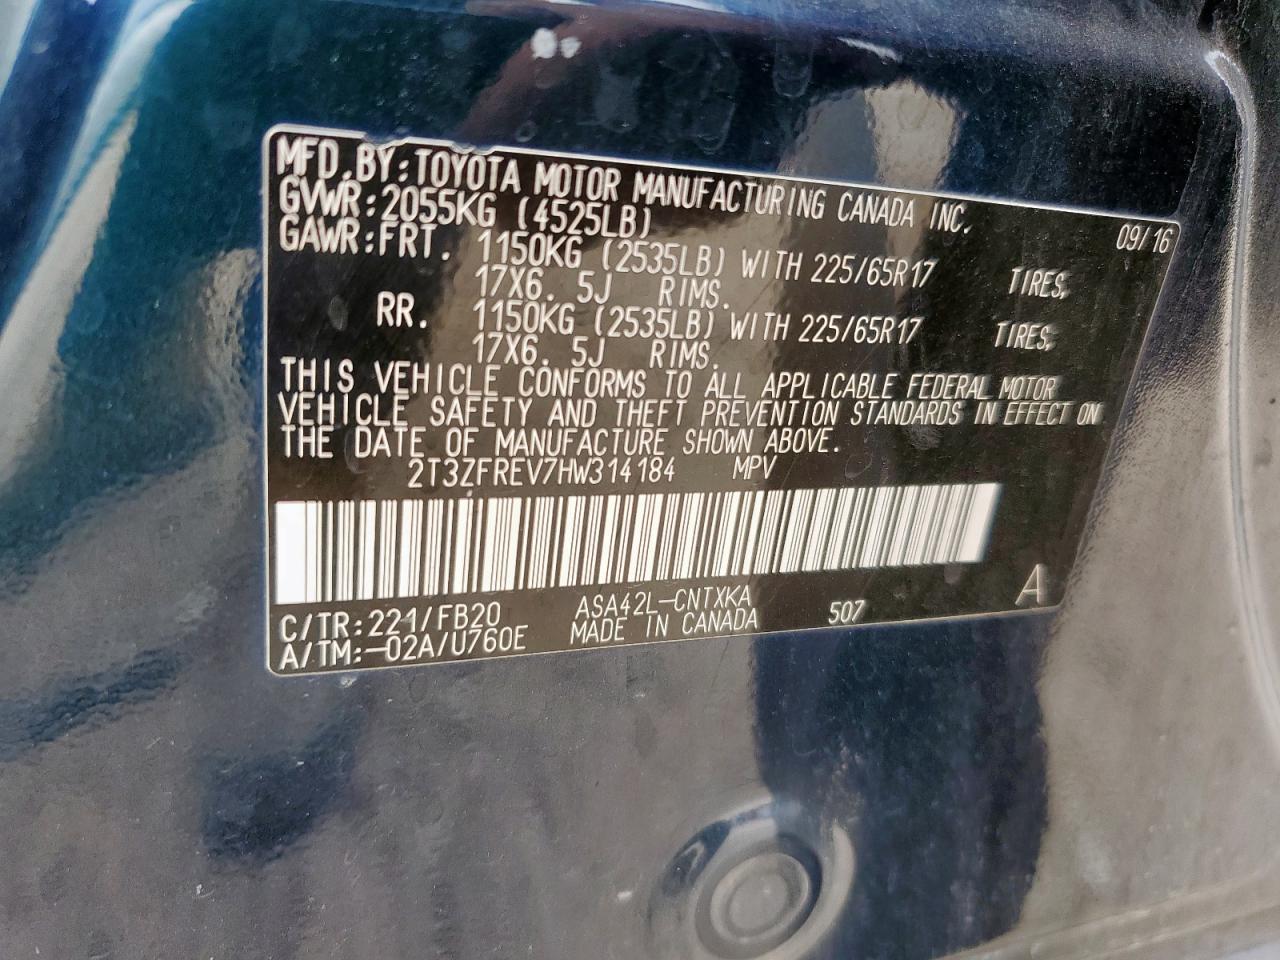 MFD.BY:TOYOTA MOTOR MANUFACTURING CANADA INC.
09/16
GVWR:2055KG (4525LB)
GAWR:FRT. 1150KG (2535LB) WITH 225/65R17 TIRES;
17X6.5J RIMS.
RR. 1150KG (2535LB) WITH 225/65R17 TIRES;
17X6.5J RIMS.
THIS VEHICLE CONFORMS TO ALL APPLICABLE FEDERAL MOTOR
VEHICLE SAFETY AND THEFT PREVENTION STANDARDS IN EFFECT ON
THE DATE OF MANUFACTURE SHOWN ABOVE.
2T3ZFREV7HW314184 MPV
C/TR:221/FB20 ASA42L-CNTXKA 507 A
A/TM:-02A/U760E MADE IN CANADA